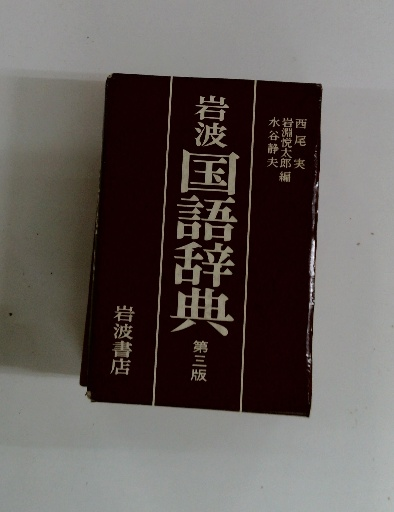 西尾実
岩淵悦太郎 編
水谷静夫
岩波 国語辞典 第三版
岩波書店